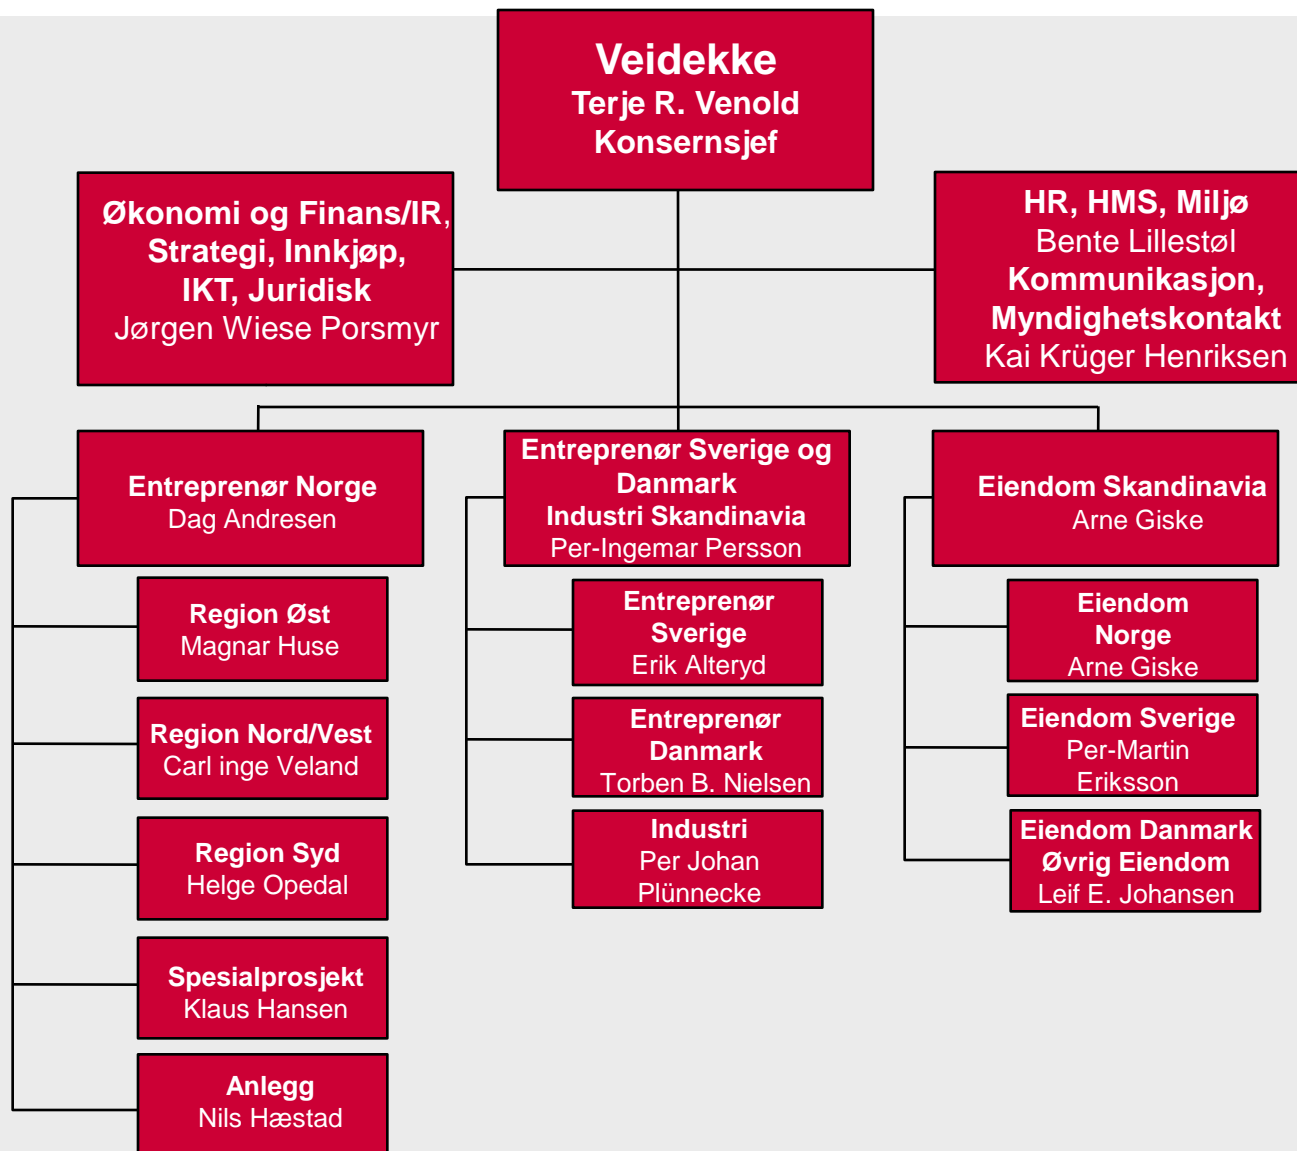 Veidekke
Terje R. Venold
Konsernsjef
Økonomi og Finans/IR,
Strategi, Innkjøp,
IKT, Juridisk
Jørgen Wiese Porsmyr
HR, HMS, Miljø
Bente Lillestøl
Kommunikasjon,
Myndighetskontakt
Kai Krüger Henriksen
Entreprenør Norge
Dag Andresen
Region Øst
Magnar Huse
Region Nord/Vest
Carl inge Veland
Region Syd
Helge Opedal
Spesialprosjekt
Klaus Hansen
Anlegg
Nils Hæstad
Entreprenør Sverige og
Danmark
Industri Skandinavia
Per-Ingemar Persson
Entreprenør
Sverige
Erik Alteryd
Entreprenør
Danmark
Torben B. Nielsen
Industri
Per Johan
Plünnecke
Eiendom Skandinavia
Arne Giske
Eiendom
Norge
Arne Giske
Eiendom Sverige
Per-Martin
Eriksson
Eiendom Danmark
Øvrig Eiendom
Leif E. Johansen